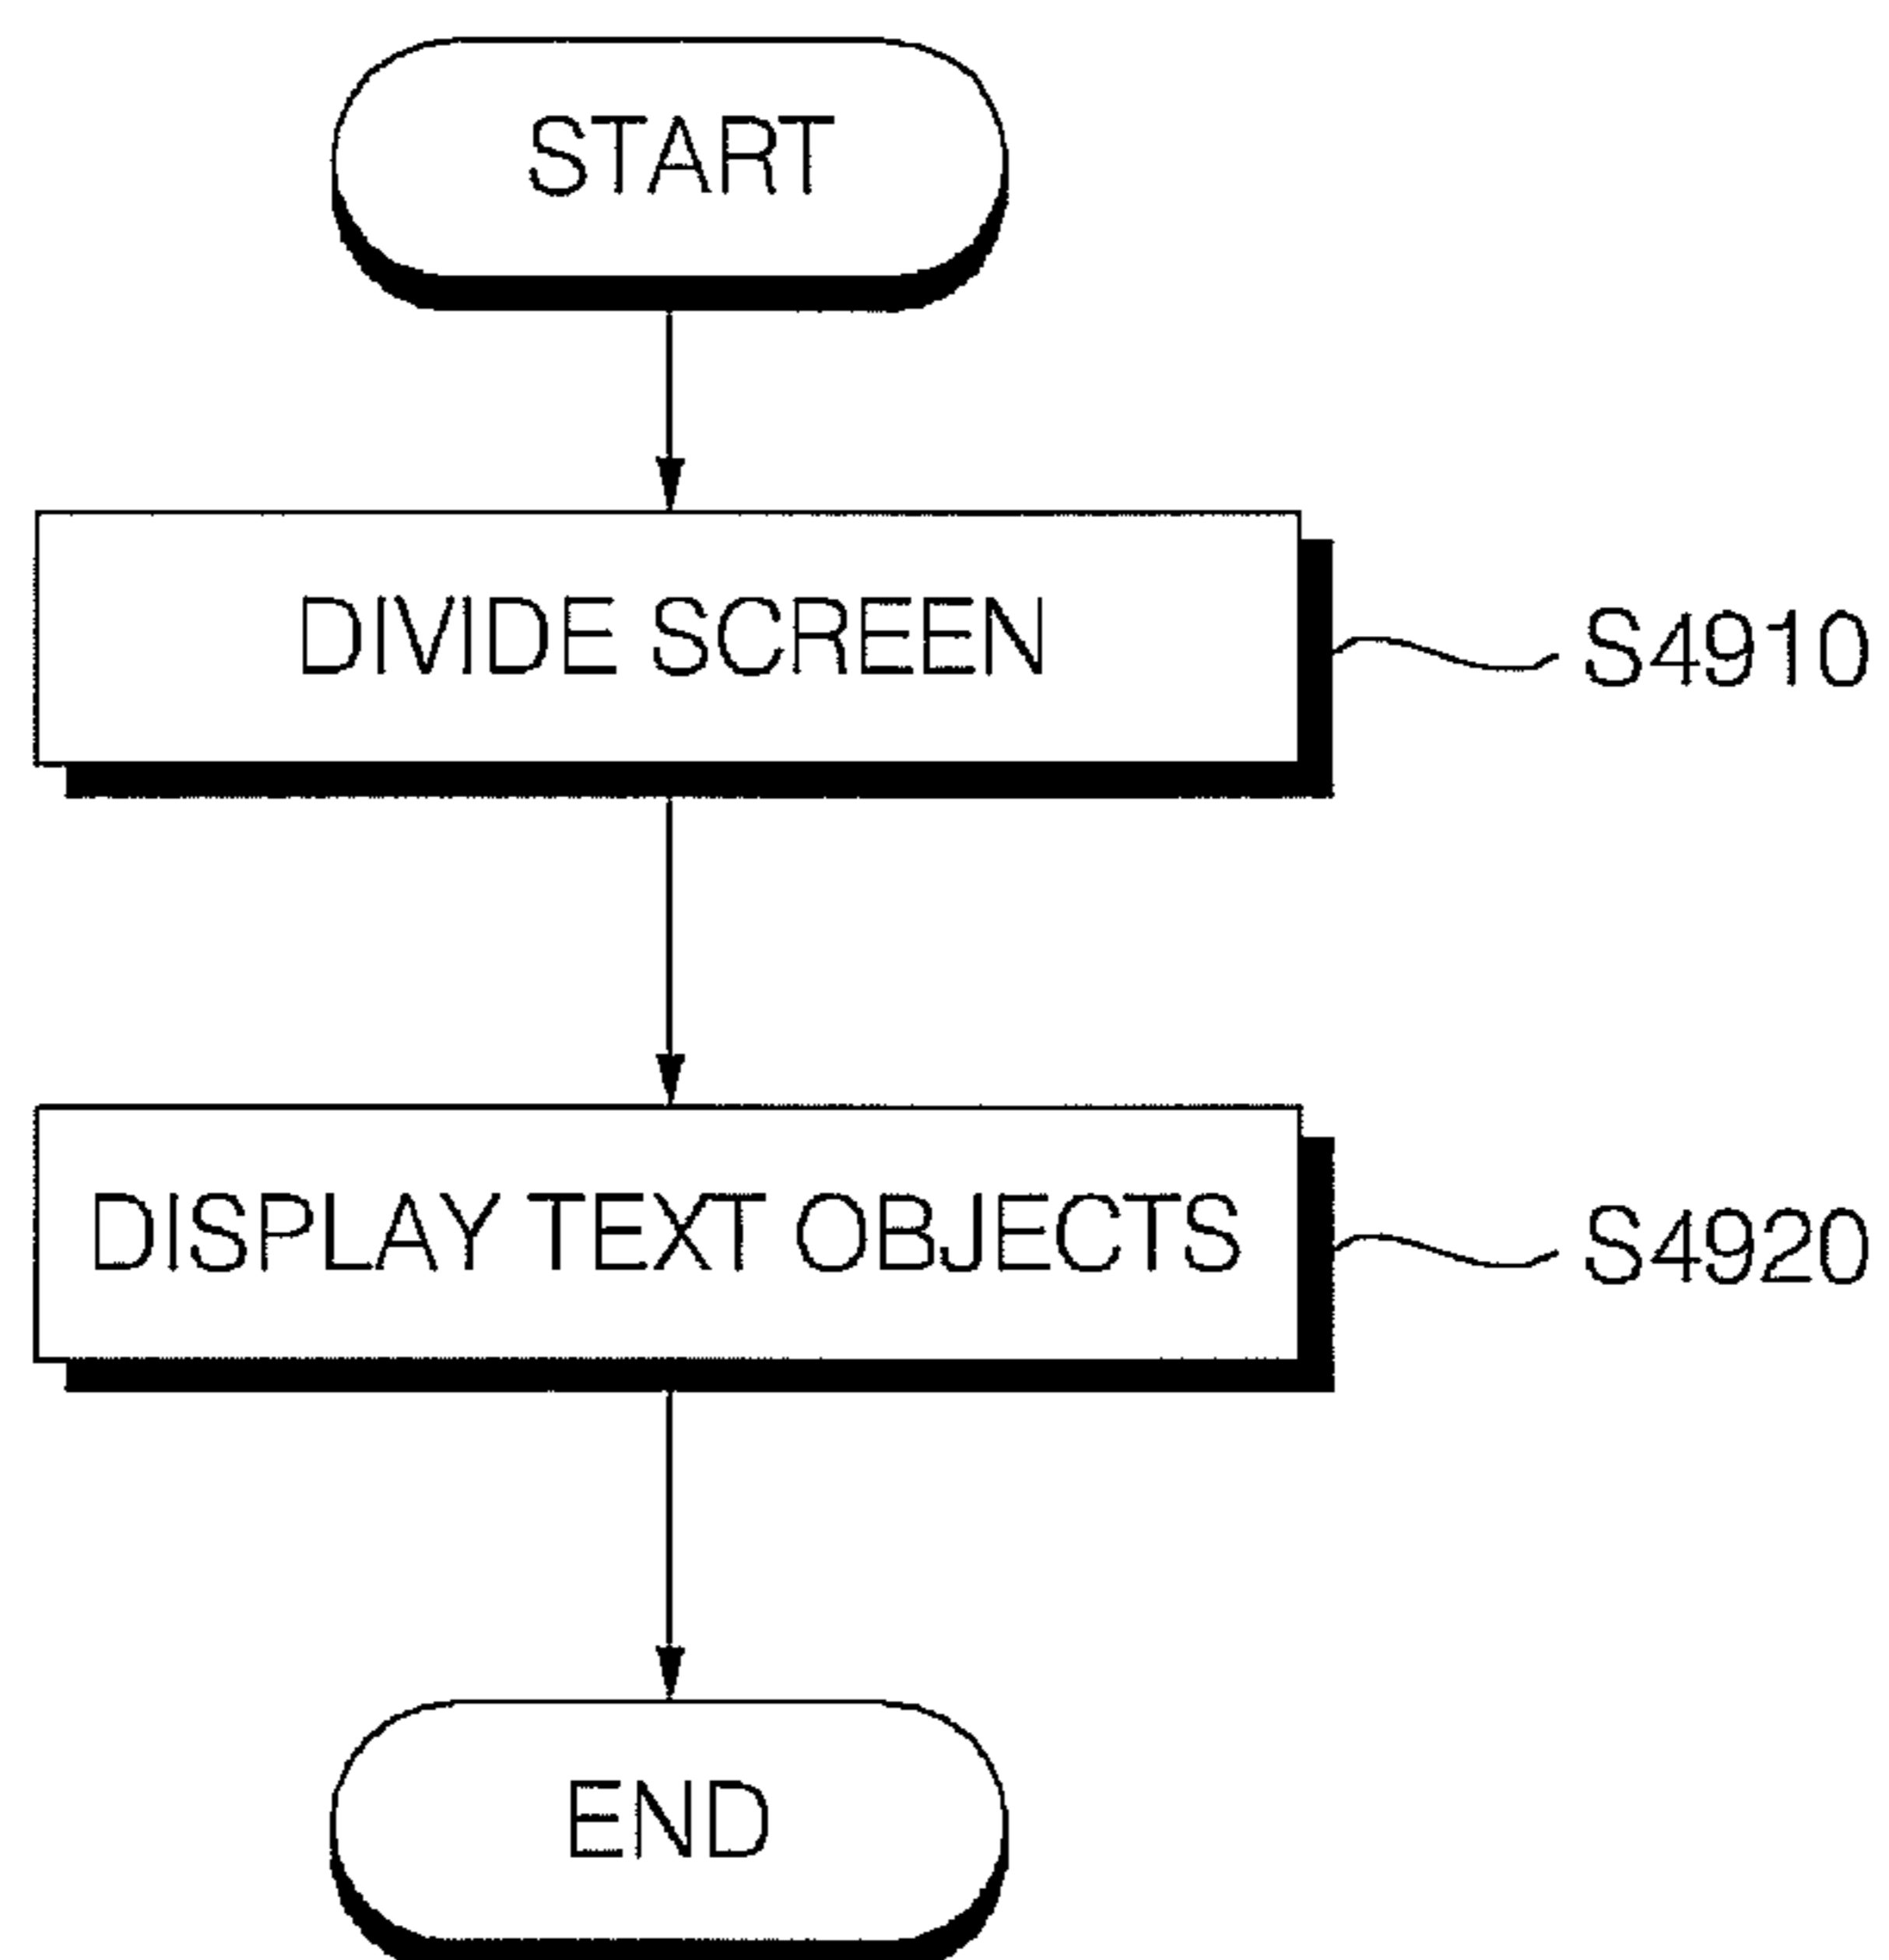 START
DIVIDE SCREEN
S4910
DISPLAY TEXT OBJECTS
S4920
END